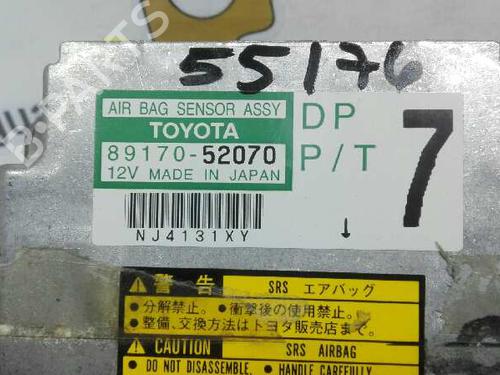 55176
AIR BAG SENSOR ASSY
TOYOTA
89170-52070
12V MADE IN JAPAN
DP
P/T
7
NJ4131XY
警告 SRS エアバッグ
●分解禁止。●衝撃後の使用禁止。
●整備、交換方法はトヨタ販売店まで。
CAUTION SRS AIRBAG
● DO NOT DISASSEMBLE. ● HANDLE CAREFULLY.